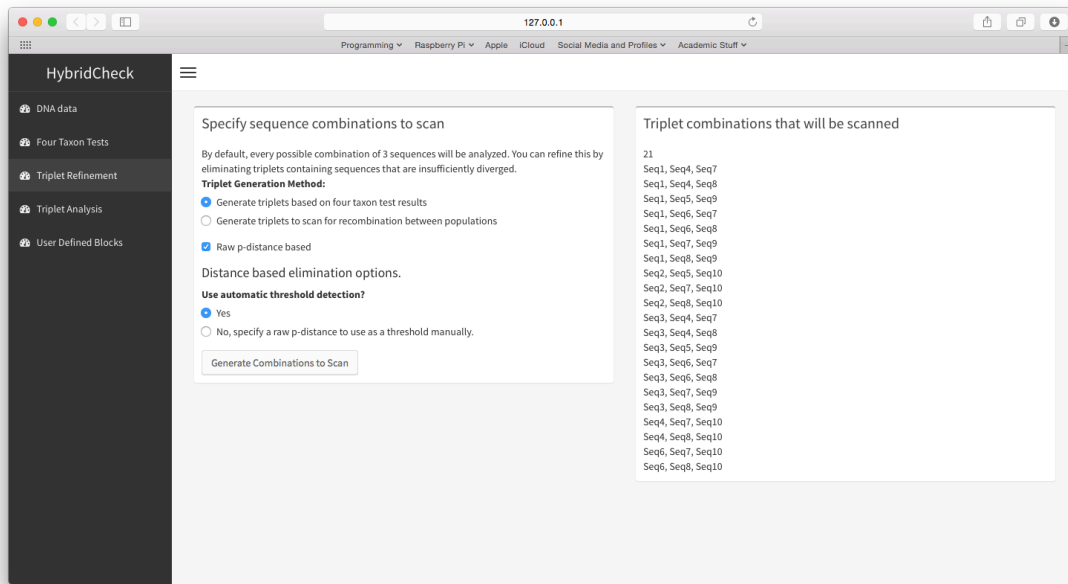 127.0.0.1
Programming Raspberry Pi Apple iCloud Social Media and Profiles Academic Stuff
HybridCheck
DNA data
Four Taxon Tests
Triplet Refinement
Triplet Analysis
User Defined Blocks
Specify sequence combinations to scan
By default, every possible combination of 3 sequences will be analyzed. You can refine this by
eliminating triplets containing sequences that are insufficiently diverged.
Triplet Generation Method:
Generate triplets based on four taxon test results
Generate triplets to scan for recombination between populations
Raw p-distance based
Distance based elimination options.
Use automatic threshold detection?
Yes
No, specify a raw p-distance to use as a threshold manually.
Generate Combinations to Scan
Triplet combinations that will be scanned
21
Seq1, Seq4, Seq7
Seq1, Seq4, Seq8
Seq1, Seq5, Seq9
Seq1, Seq6, Seq7
Seq1, Seq6, Seq8
Seq1, Seq7, Seq9
Seq1, Seq8, Seq9
Seq2, Seq5, Seq10
Seq2, Seq7, Seq10
Seq2, Seq8, Seq10
Seq3, Seq4, Seq7
Seq3, Seq4, Seq8
Seq3, Seq5, Seq9
Seq3, Seq6, Seq7
Seq3, Seq6, Seq8
Seq3, Seq7, Seq9
Seq3, Seq8, Seq9
Seq4, Seq7, Seq10
Seq4, Seq8, Seq10
Seq6, Seq7, Seq10
Seq6, Seq8, Seq10